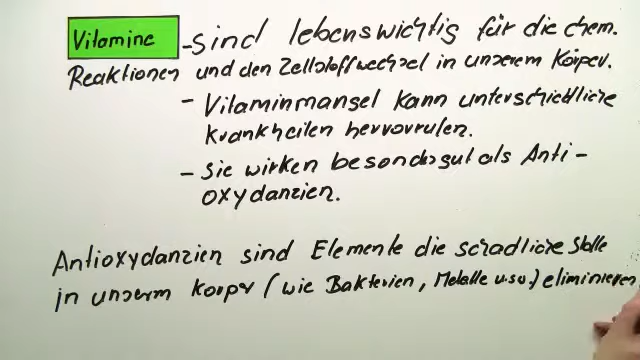 Vitamine - sind lebenswichtig für die chem.
Reaktionen und den Zellstoffwechsel in unserem Körper.
- Vitaminmangel kann unterschiedliche
Krankheiten hervorrufen.
- Sie wirken besonders gut als Anti-
oxydanzien.
Antioxydanzien sind Elemente die schädliche Stoffe
in unserm Körper (wie Bakterien, Metalle u.s.w.) eliminieren